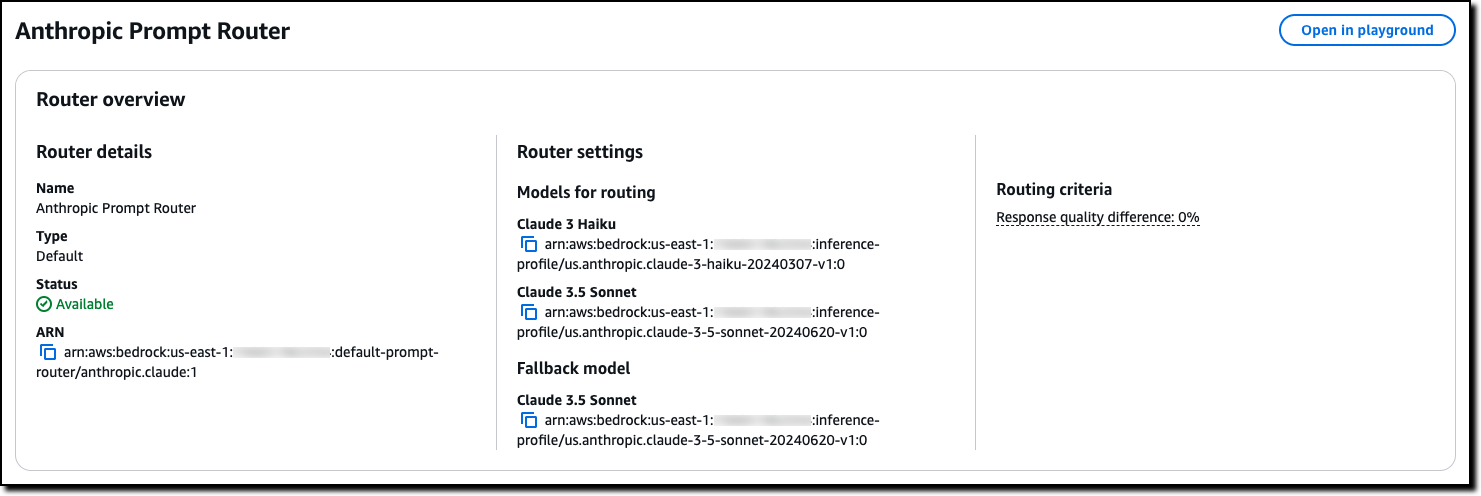 Anthropic Prompt Router
Open in playground
Router overview
Router details
Name
Anthropic Prompt Router
Type
Default
Status
Available
ARN
arn:aws:bedrock:us-east-1: :default-prompt-
router/anthropic.claude:1
Router settings
Models for routing
Claude 3 Haiku
arn:aws:bedrock:us-east-1: :inference-
profile/us.anthropic.claude-3-haiku-20240307-v1:0
Claude 3.5 Sonnet
arn:aws:bedrock:us-east-1: :inference-
profile/us.anthropic.claude-3-5-sonnet-20240620-v1:0
Fallback model
Claude 3.5 Sonnet
arn:aws:bedrock:us-east-1: :inference-
profile/us.anthropic.claude-3-5-sonnet-20240620-v1:0
Routing criteria
Response quality difference: 0%